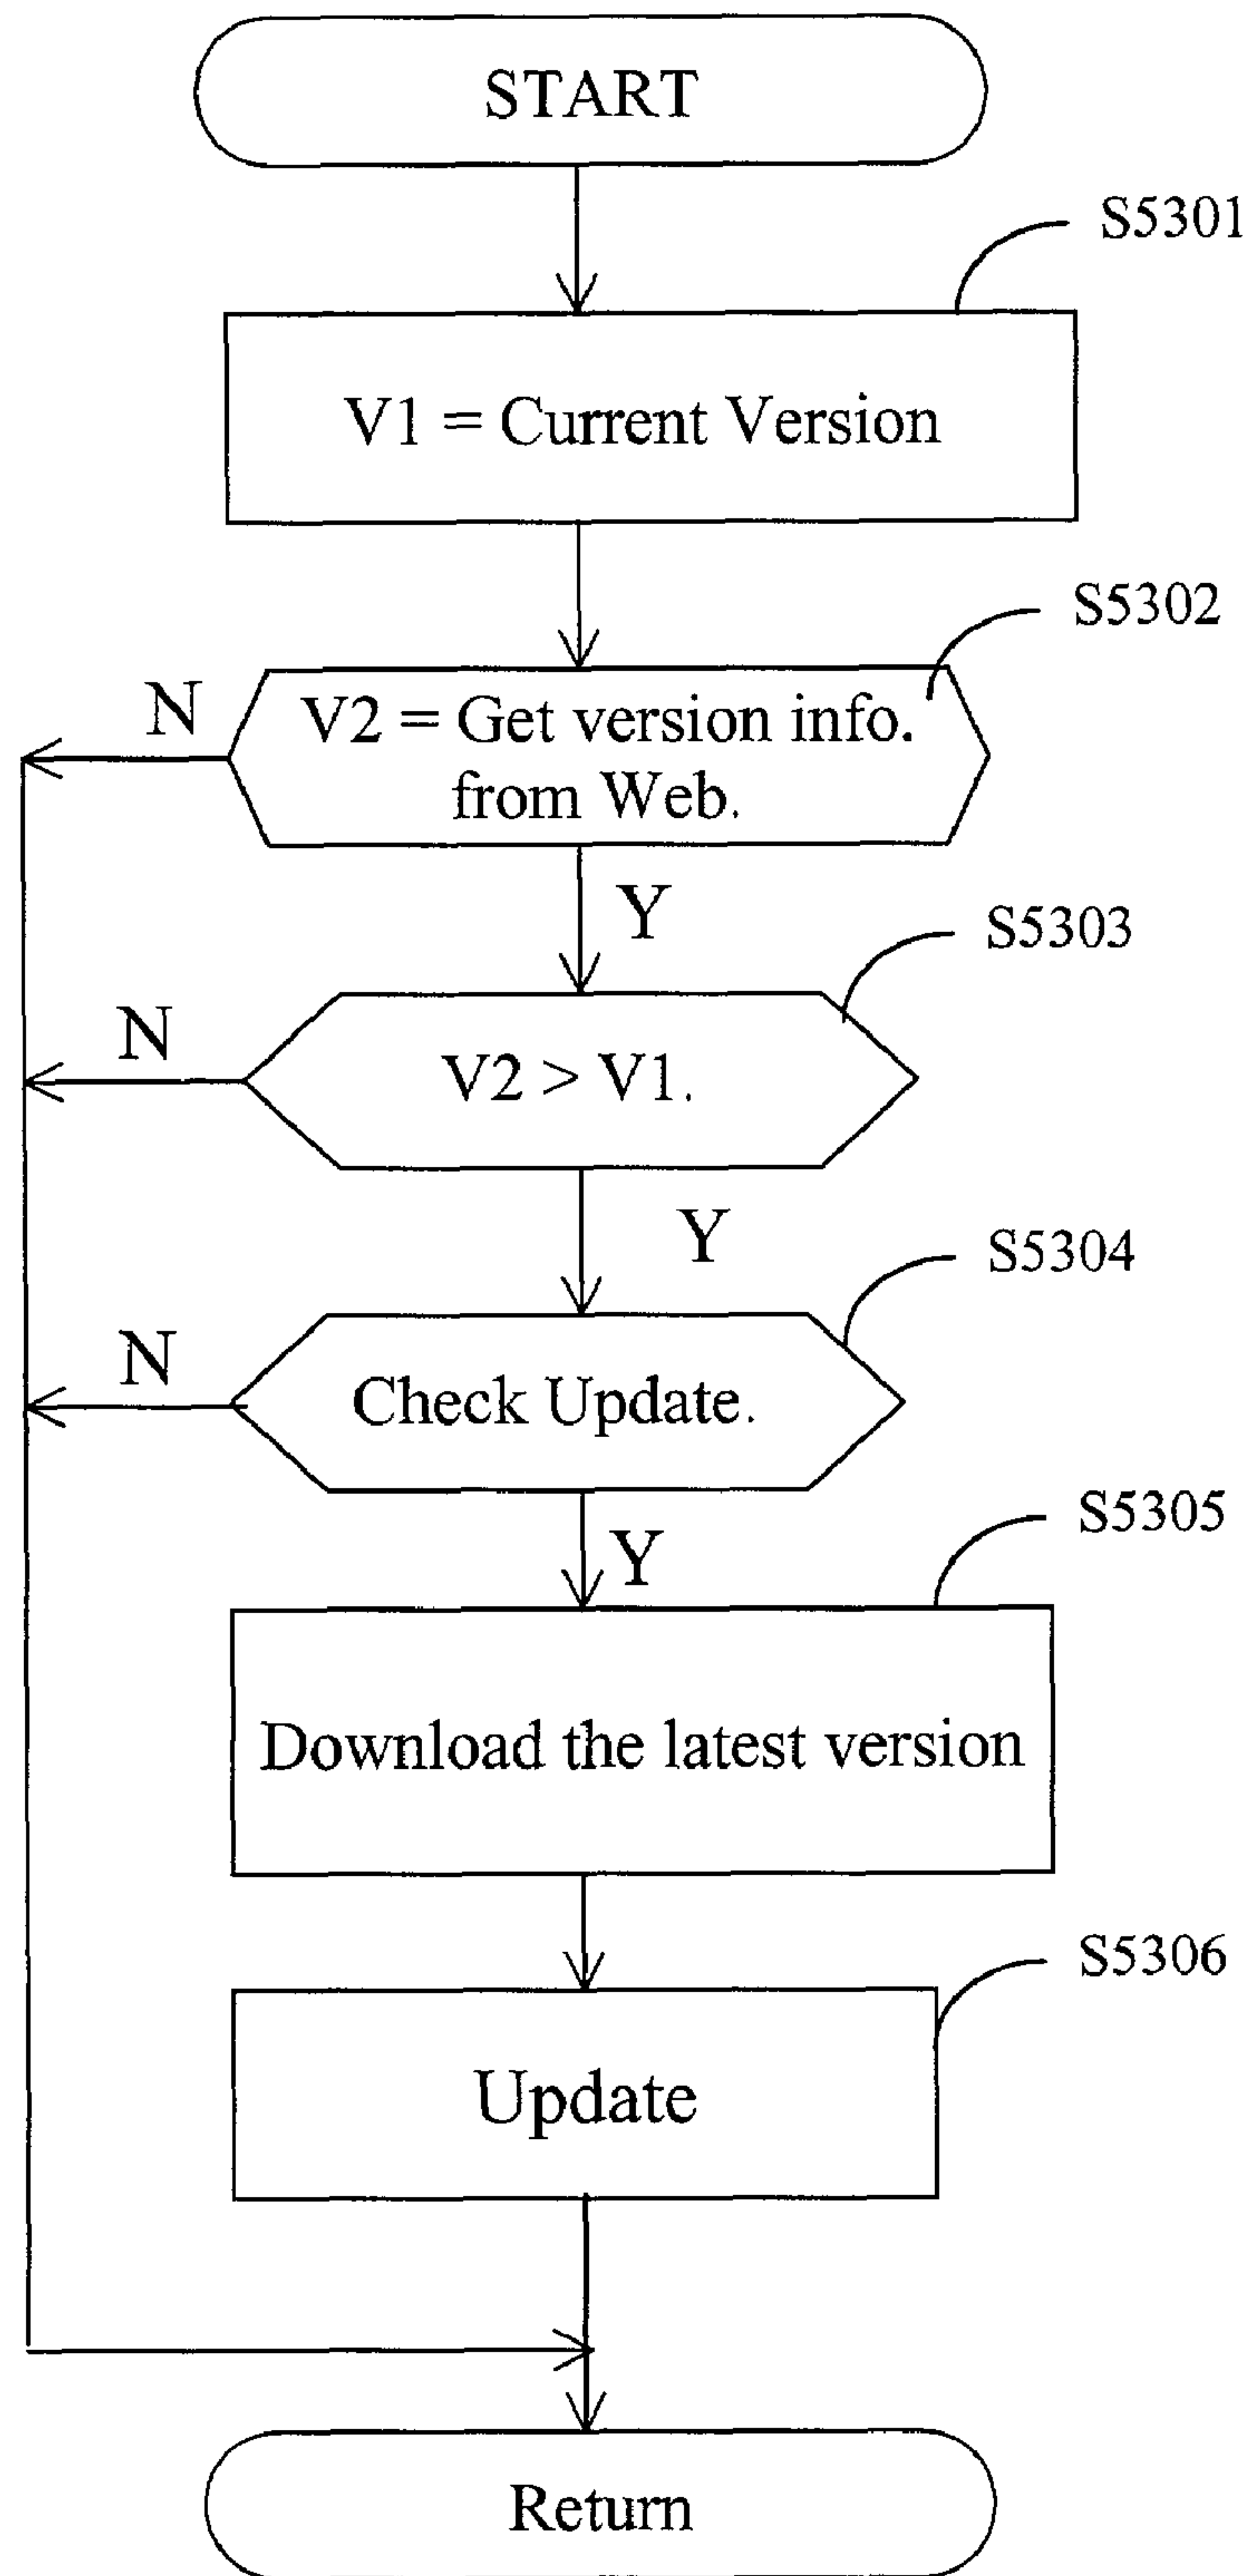 START
S5301
V1 = Current Version
S5302
N
V2 = Get version info.
from Web.
Y
S5303
N
V2 > V1.
Y
S5304
N
Check Update.
Y
S5305
Download the latest version
S5306
Update
Return